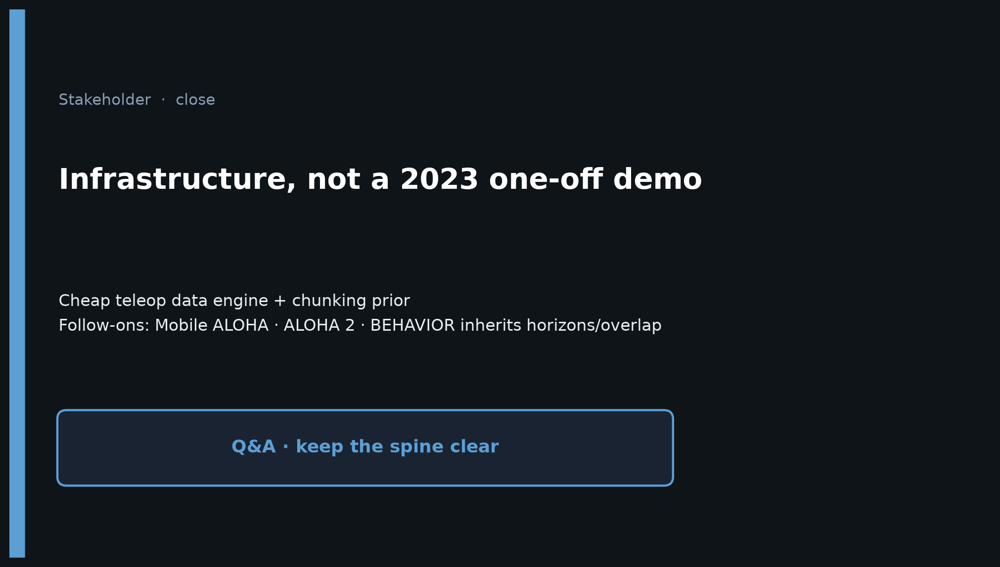 Stakeholder · close
Infrastructure, not a 2023 one-off demo
Cheap teleop data engine + chunking prior
Follow-ons: Mobile ALOHA · ALOHA 2 · BEHAVIOR inherits horizons/overlap
Q&A · keep the spine clear